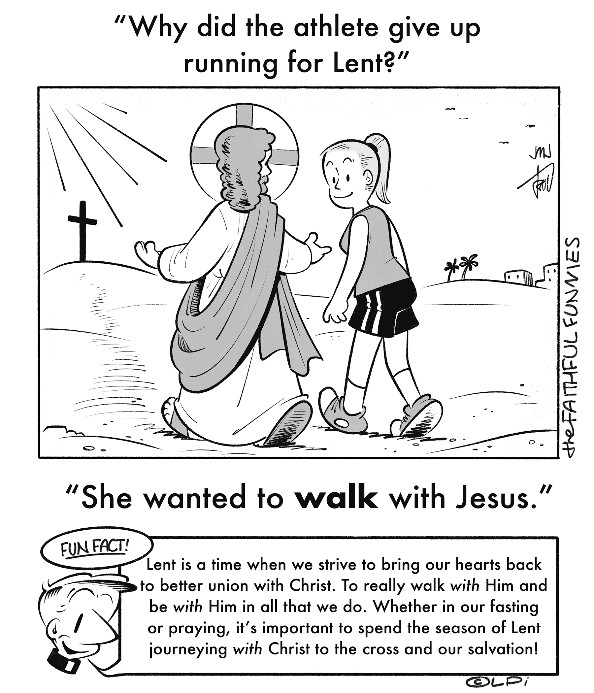 “Why did the athlete give up
running for Lent?”
the FAITHFUL FUNNIES
“She wanted to walk with Jesus.”
FUN FACT!
Lent is a time when we strive to bring our hearts back
to better union with Christ. To really walk with Him and
be with Him in all that we do. Whether in our fasting
or praying, it’s important to spend the season of Lent
journeying with Christ to the cross and our salvation!
©LPi